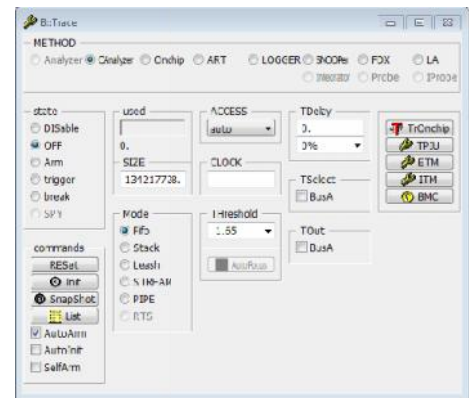 B::Trace
METHOD
Analyzer CAnalyzer Onchip ART LOGGER SNOOPer FDX LA
Integrator Probe IProbe
state used ACCESS TDelay
DISable auto 0. TrOnchip
OFF 0. 0% TPIU
Arm SIZE CLOCK ETM
trigger 134217728. TSelect ITM
break BusA BMC
SPY Mode THreshold
Fifo 1.65 TOut
commands Stack BusA
RESet Leash AutoFocus
Init STREAM
SnapShot PIPE
List RTS
AutoArm
AutoInit
SelfArm